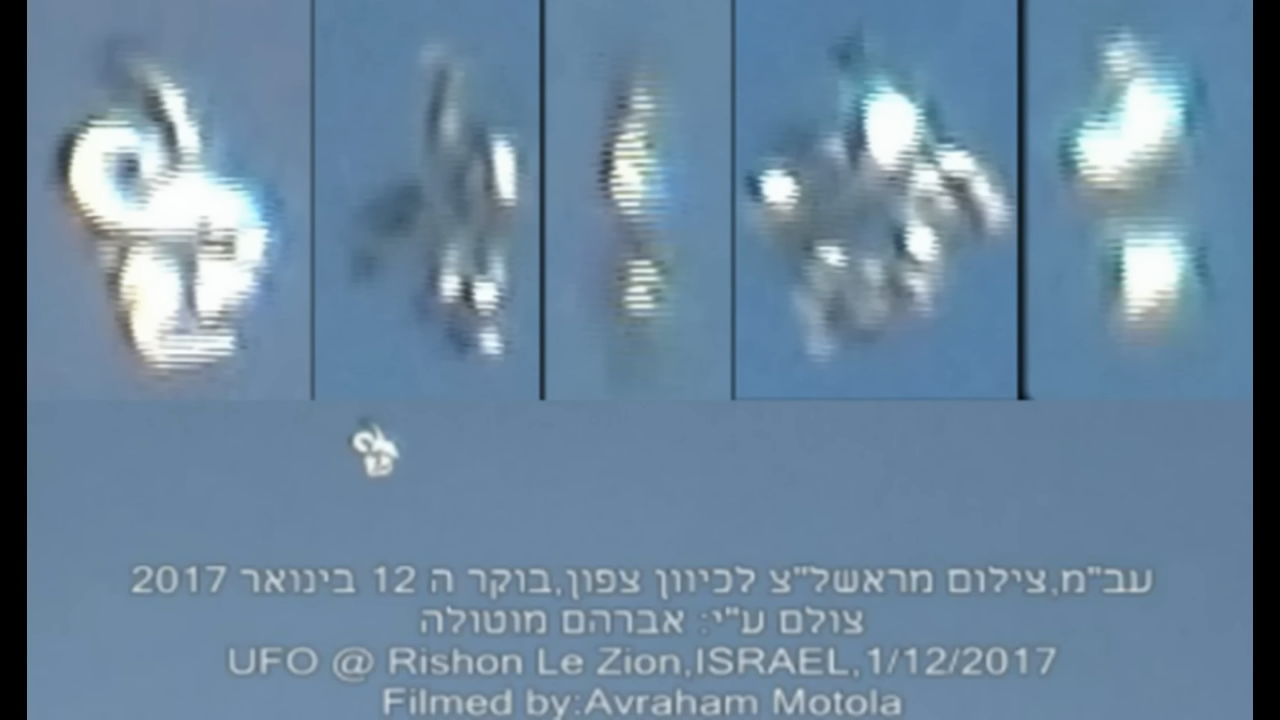 עב"מ,צילום מראשל"צ לכיוון צפון,בוקר ה 12 בינואר 2017
צולם ע"י: אברהם מוטולה
UFO @ Rishon Le Zion,ISRAEL,1/12/2017
Filmed by:Avraham Motola